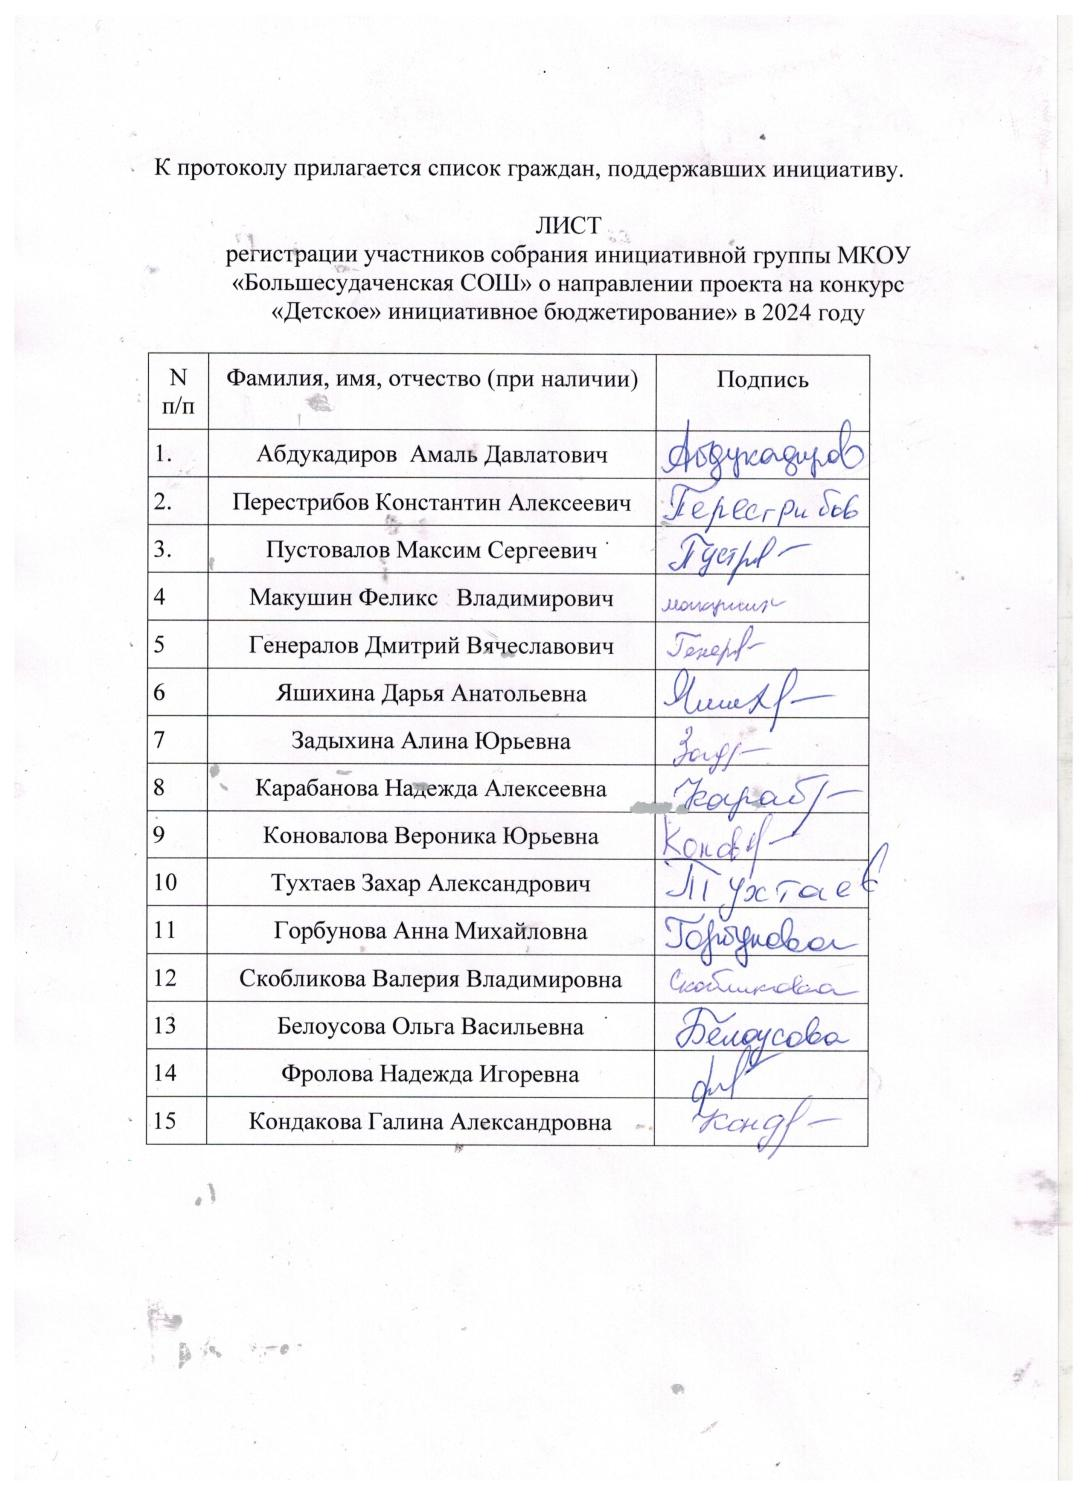 К протоколу прилагается список граждан, поддержавших инициативу.
ЛИСТ
регистрации участников собрания инициативной группы МКОУ
«Большесудаченская СОШ» о направлении проекта на конкурс
«Детское» инициативное бюджетирование» в 2024 году
N п/п Фамилия, имя, отчество (при наличии) Подпись
1. Абдукадиров Амаль Давлатович Абдукадиров
2. Перестрибов Константин Алексеевич Перестрибов
3. Пустовалов Максим Сергеевич
4 Макушин Феликс Владимирович
5 Генералов Дмитрий Вячеславович
6 Яшихина Дарья Анатольевна
7 Задыхина Алина Юрьевна
8 Карабанова Надежда Алексеевна
9 Коновалова Вероника Юрьевна
10 Тухтаев Захар Александрович Тухтаев
11 Горбунова Анна Михайловна Горбунова
12 Скобликова Валерия Владимировна Скобликова
13 Белоусова Ольга Васильевна Белоусова
14 Фролова Надежда Игоревна
15 Кондакова Галина Александровна